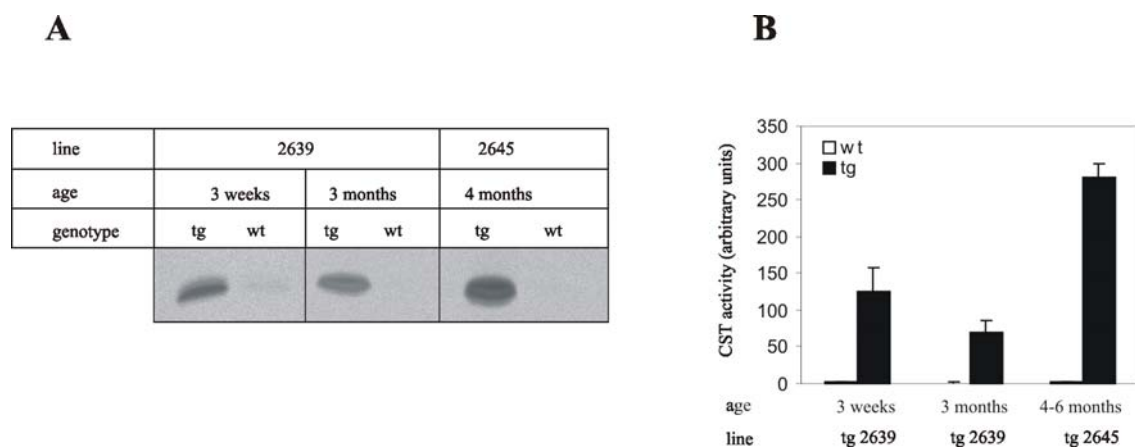 A
line 2639 2645
age 3 weeks 3 months 4 months
genotype tg wt tg wt tg wt
B
CST activity (arbitrary units)
350
300
250
200
150
100
50
0
wt
tg
age 3 weeks 3 months 4-6 months
line tg 2639 tg 2639 tg 2645